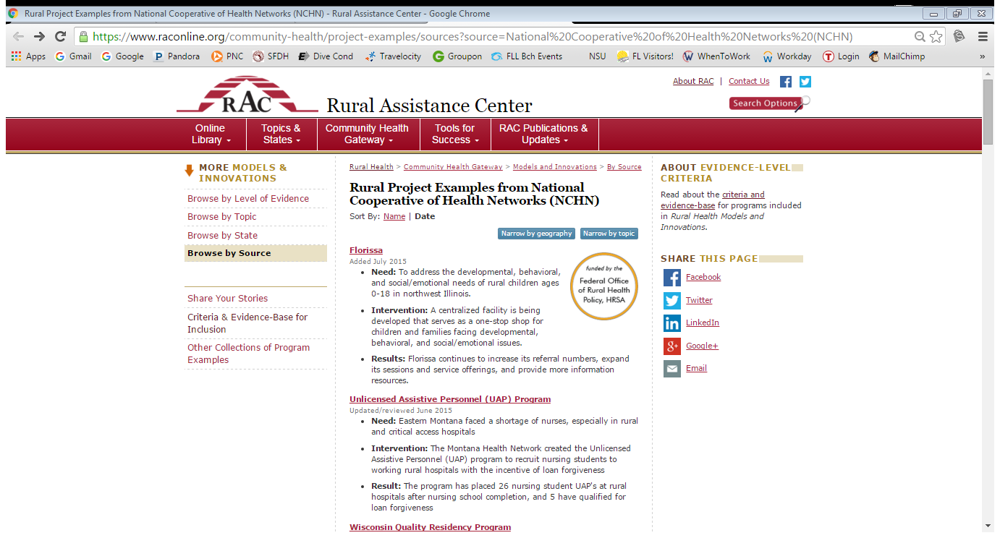 Rural Project Examples from National Cooperative of Health Networks (NCHN) - Rural Assistance Center - Google Chrome
https://www.raconline.org/community-health/project-examples/sources?source=National%20Cooperative%20of%20Health%20Networks%20(NCHN)
Apps Gmail Google Pandora PNC SFDH Dive Cond Travelocity Groupon FLL Bch Events NSU FL Visitors! WhenToWork Workday Login MailChimp »
About RAC | Contact Us
RAC Rural Assistance Center
Search Options
Online Library
Topics & States
Community Health Gateway
Tools for Success
RAC Publications & Updates
MORE MODELS &
INNOVATIONS
Browse by Level of Evidence
Browse by Topic
Browse by State
Browse by Source
Share Your Stories
Criteria & Evidence-Base for
Inclusion
Other Collections of Program
Examples
Rural Health > Community Health Gateway > Models and Innovations > By Source
Rural Project Examples from National
Cooperative of Health Networks (NCHN)
Sort By: Name | Date
Narrow by geography Narrow by topic
Florissa
Added July 2015
• Need: To address the developmental, behavioral,
and social/emotional needs of rural children ages
0-18 in northwest Illinois.
• Intervention: A centralized facility is being
developed that serves as a one-stop shop for
children and families facing developmental,
behavioral, and social/emotional issues.
• Results: Florissa continues to increase its referral numbers, expand
its sessions and service offerings, and provide more information
resources.
funded by the
Federal Office
of Rural Health
Policy, HRSA
Unlicensed Assistive Personnel (UAP) Program
Updated/reviewed June 2015
• Need: Eastern Montana faced a shortage of nurses, especially in rural
and critical access hospitals
• Intervention: The Montana Health Network created the Unlicensed
Assistive Personnel (UAP) program to recruit nursing students to
working rural hospitals with the incentive of loan forgiveness
• Result: The program has placed 26 nursing student UAP's at rural
hospitals after nursing school completion, and 5 have qualified for
loan forgiveness
Wisconsin Quality Residency Program
ABOUT EVIDENCE-LEVEL
CRITERIA
Read about the criteria and
evidence-base for programs included
in Rural Health Models and
Innovations.
SHARE THIS PAGE
Facebook
Twitter
LinkedIn
Google+
Email